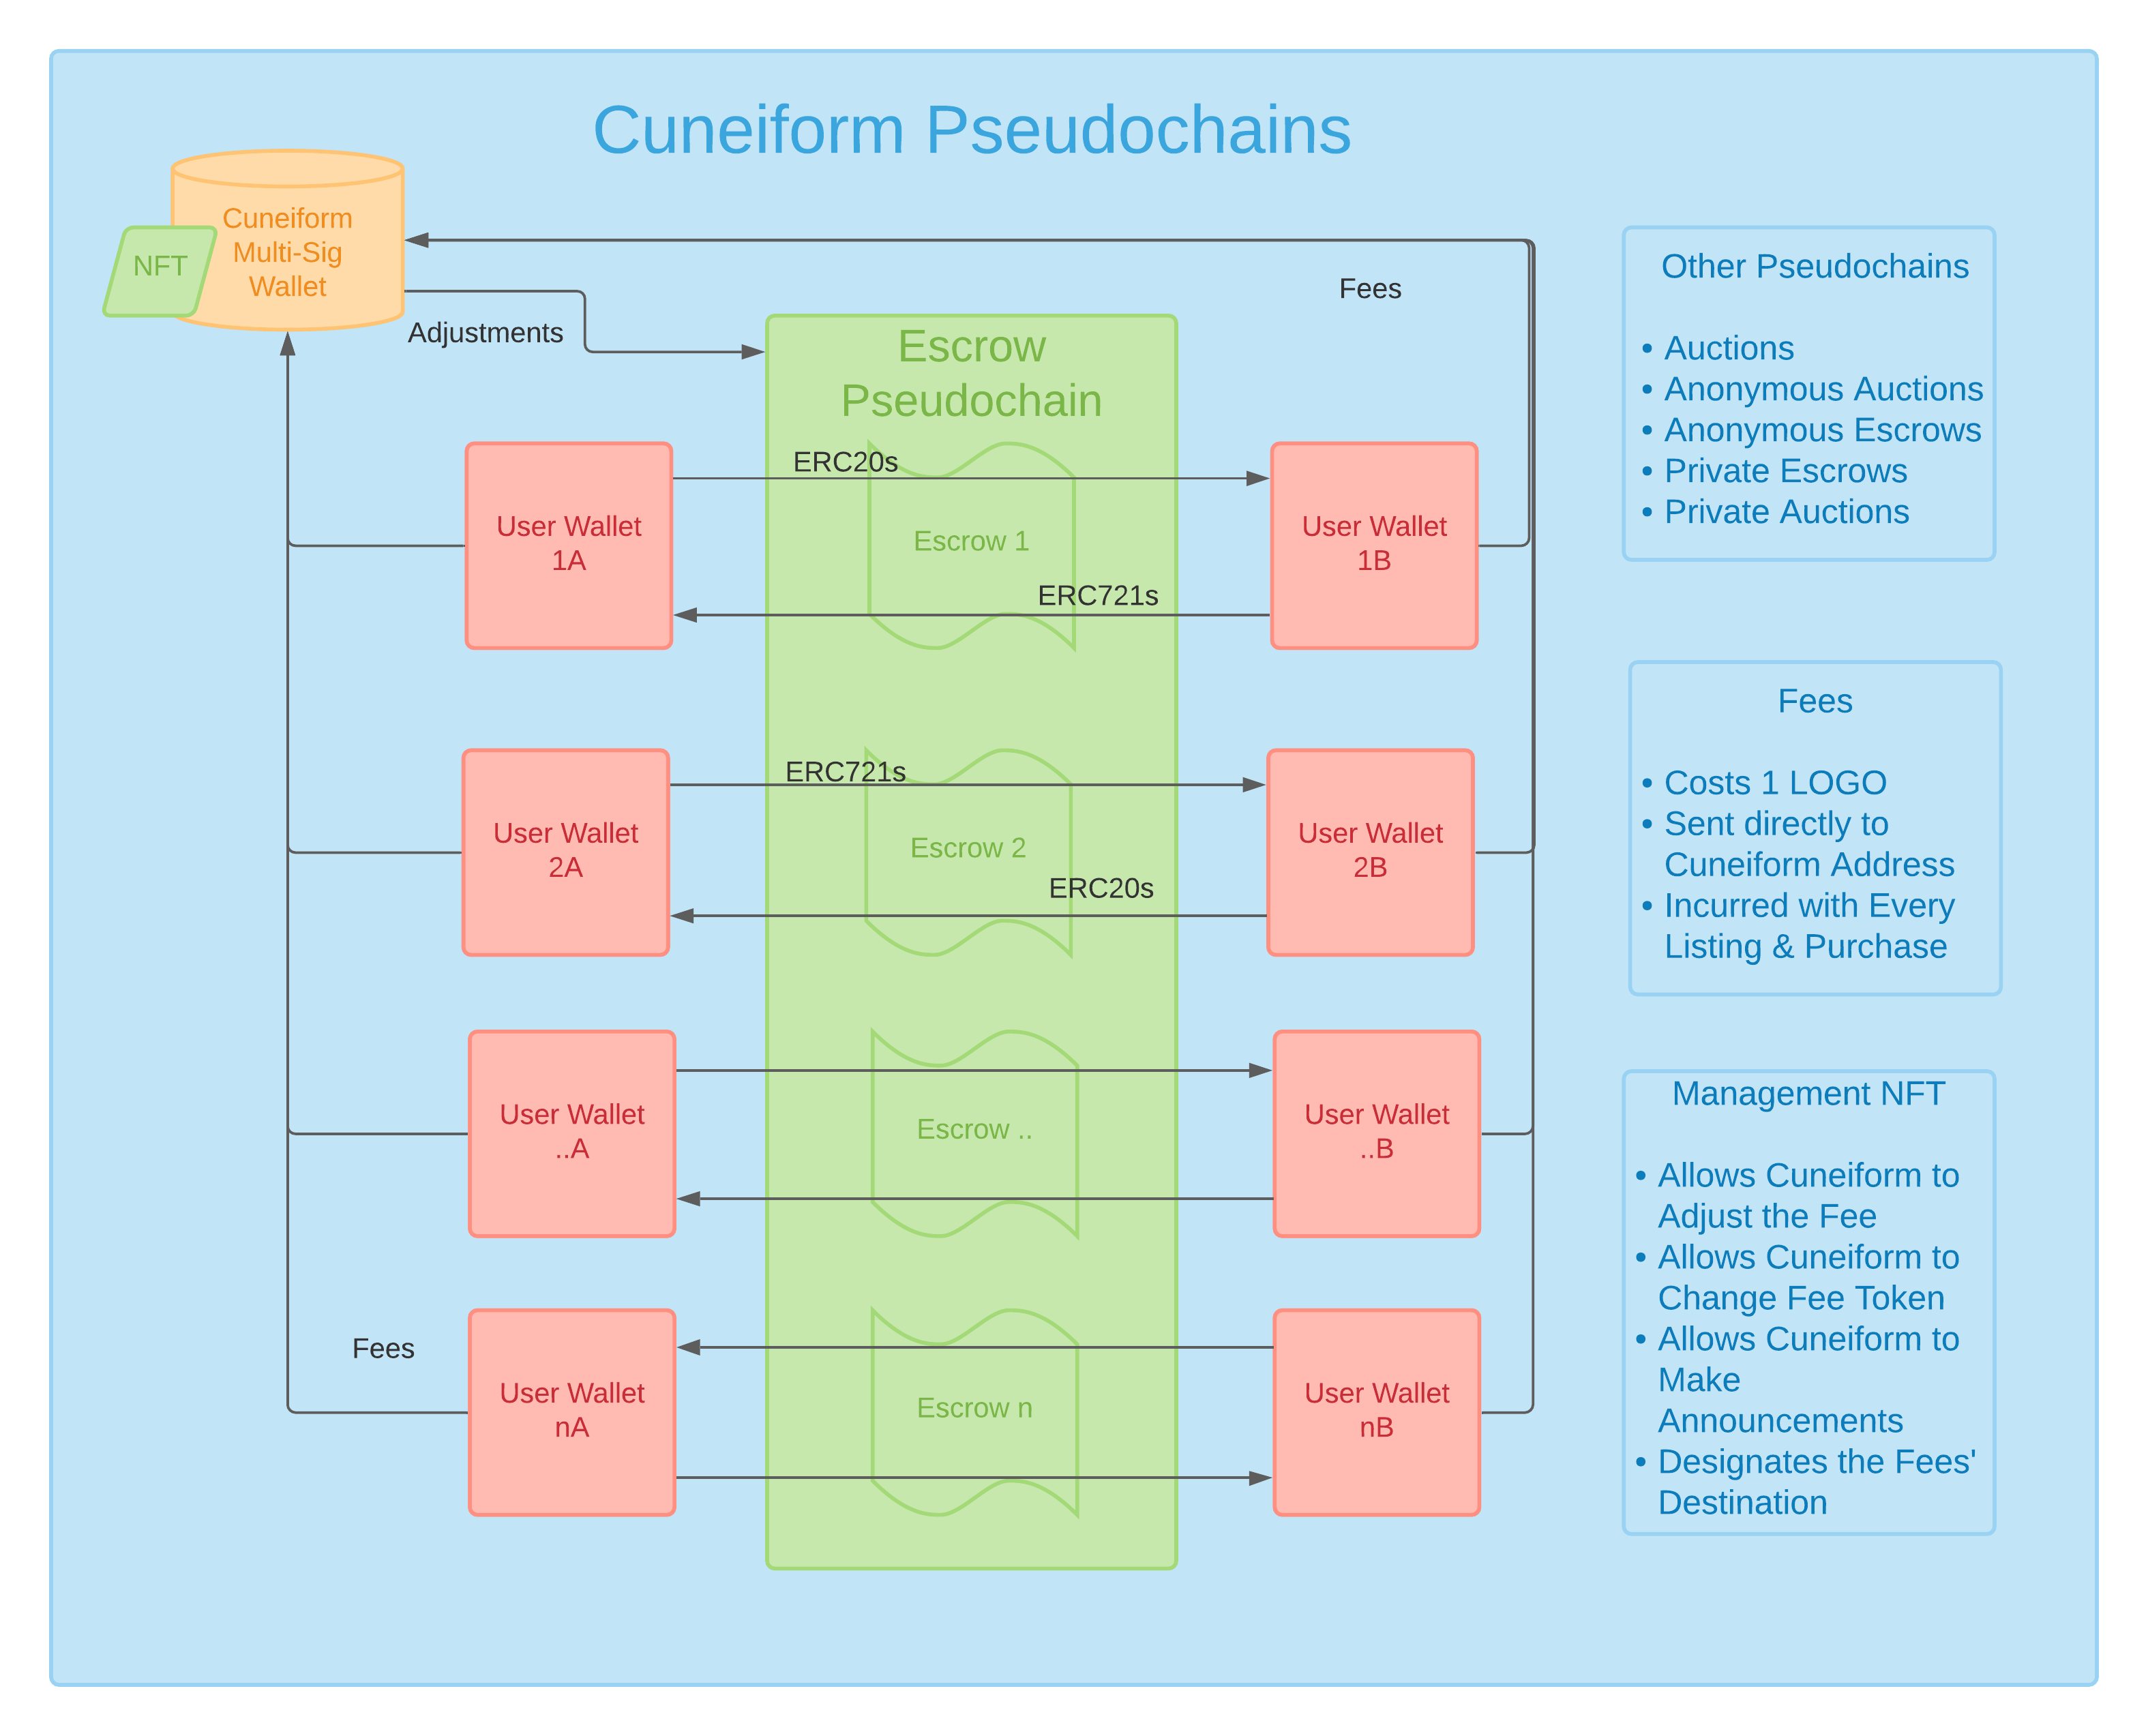 Cuneiform Pseudochains
Cuneiform
Multi-Sig
Wallet
NFT
Adjustments
Fees
Escrow
Pseudochain
User Wallet
1A
ERC20s
Escrow 1
ERC721s
User Wallet
1B
User Wallet
2A
ERC721s
Escrow 2
ERC20s
User Wallet
2B
User Wallet
..A
Escrow ..
User Wallet
..B
Fees
User Wallet
nA
Escrow n
User Wallet
nB
Other Pseudochains
• Auctions
• Anonymous Auctions
• Anonymous Escrows
• Private Escrows
• Private Auctions
Fees
• Costs 1 LOGO
• Sent directly to
Cuneiform Address
• Incurred with Every
Listing & Purchase
Management NFT
• Allows Cuneiform to
Adjust the Fee
• Allows Cuneiform to
Change Fee Token
• Allows Cuneiform to
Make
Announcements
• Designates the Fees'
Destination